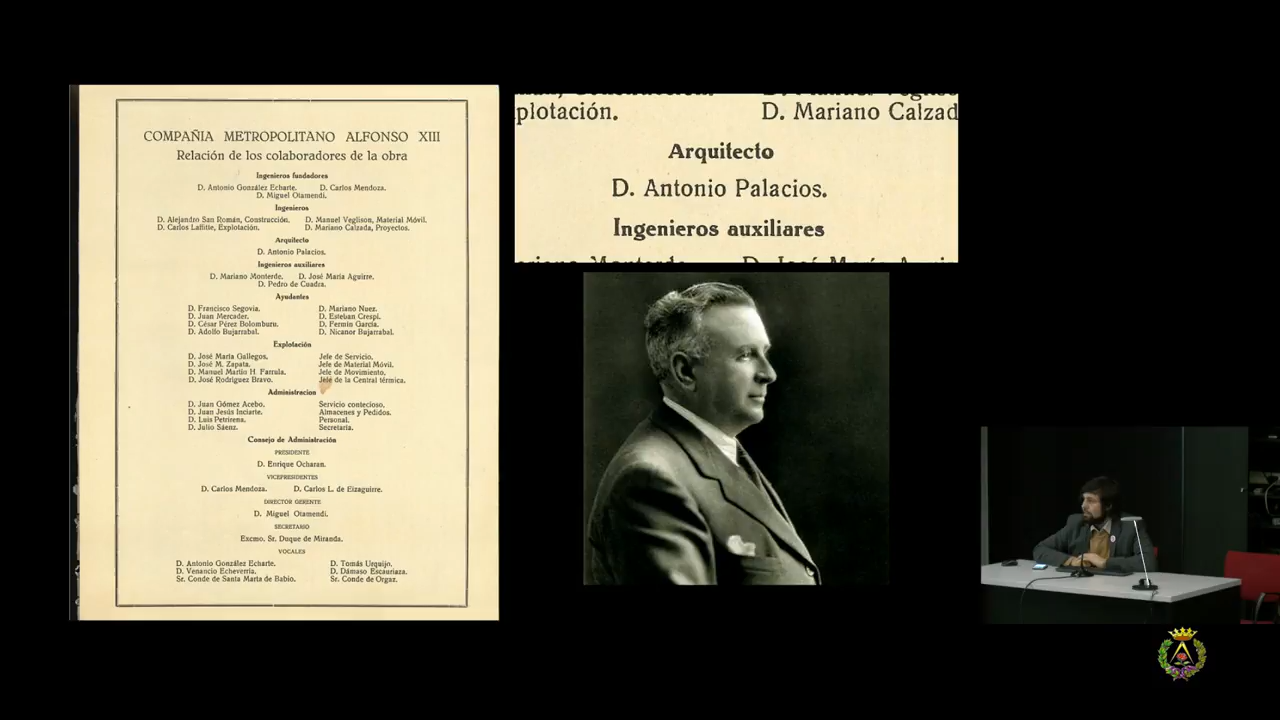 COMPAÑIA METROPOLITANO ALFONSO XIII
Relación de los colaboradores de la obra
Ingenieros fundadores
D. Antonio González Echarte. D. Carlos Mendoza.
D. Miguel Otamendi.
Ingenieros
D. Alejandro San Román, Construcción. D. Manuel Veglison, Material Móvil.
D. Carlos Laffitte, Explotación. D. Mariano Calzada, Proyectos.
Arquitecto
D. Antonio Palacios.
Ingenieros auxiliares
D. Mariano Monterde. D. José María Aguirre.
D. Pedro de Cuadra.
Ayudantes
D. Francisco Segovia. D. Mariano Nuez.
D. Juan Mercader. D. Esteban Crespi.
D. César Pérez Bolomburu. D. Fermín García.
D. Adolfo Bujarrabal. D. Nicanor Bujarrabal.
Explotación
D. José María Gallegos, Jefe de Servicio.
D. José M. Zapata. Jefe de Material Móvil.
D. Manuel Martín H. Farrula. Jefe de Movimiento,
D. José Rodríguez Bravo. Jefe de la Central térmica.
Administracion
D. Juan Gómez Acebo. Servicio contecioso,
D. Juan Jesús Inciarte. Almacenes y Pedidos.
D. Luis Petrirena. Personal.
D. Julio Sáenz. Secretaría.
Consejo de Administración
PRESIDENTE
D. Enrique Ocharan.
VICEPRESIDENTES
D. Carlos Mendoza. D. Carlos L. de Eizaguirre.
DIRECTOR GERENTE
D. Miguel Otamendi.
SECRETARIO
Excmo. Sr. Duque de Miranda.
VOCALES
D. Antonio González Echarte. D. Tomás Urquijo.
D. Venancio Echeverría. D. Dámaso Escauriaza.
Sr. Conde de Santa Marta de Babío. Sr. Conde de Orgaz.
plotación. D. Mariano Calzad
Arquitecto
D. Antonio Palacios.
Ingenieros auxiliares